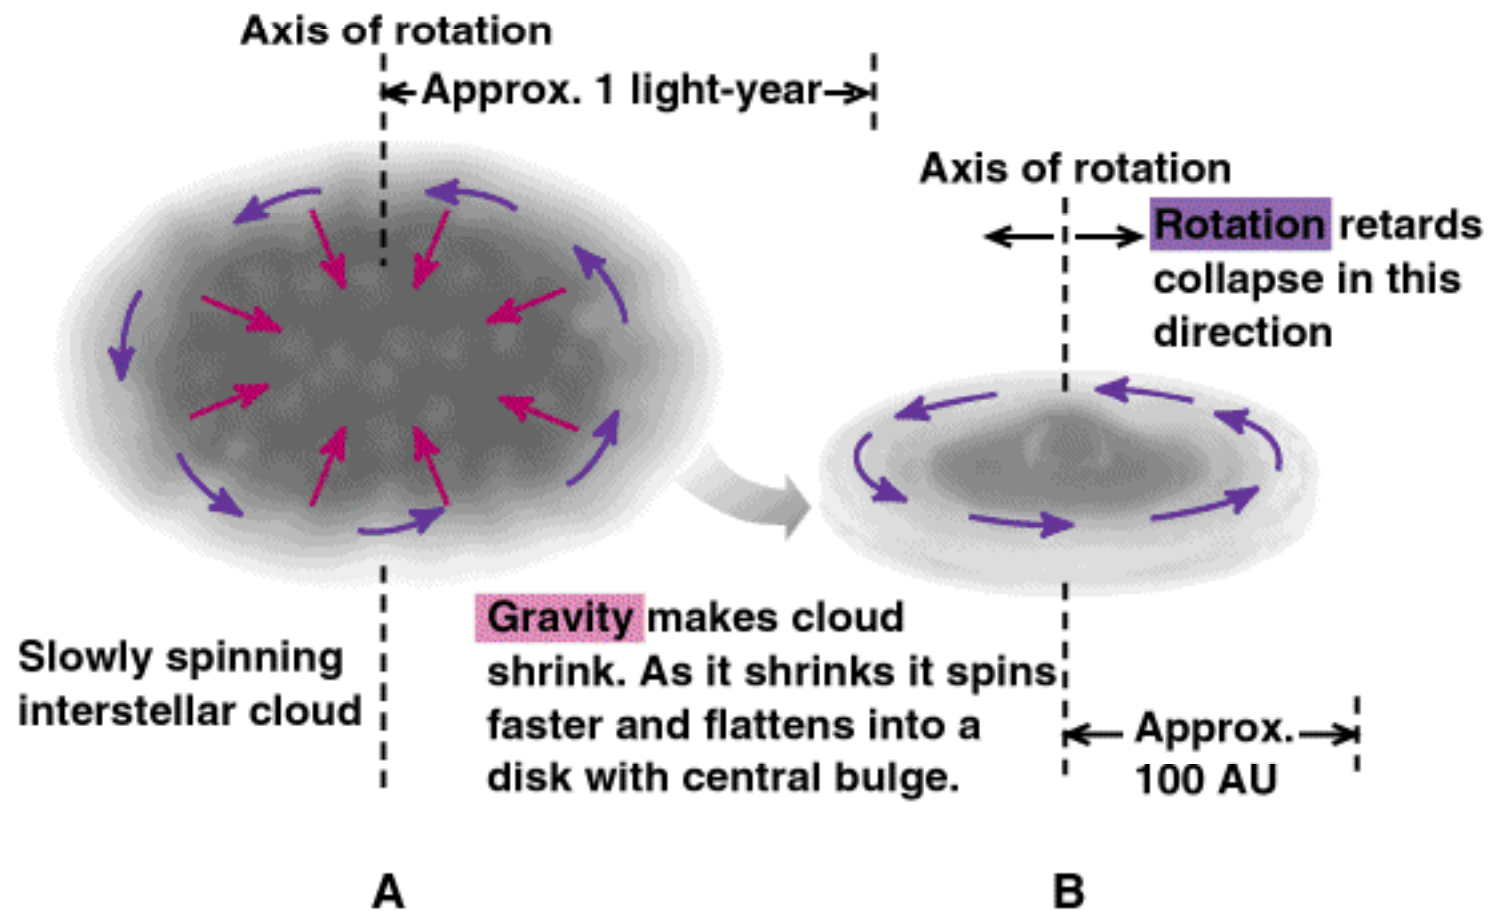 Axis of rotation
Approx. 1 light-year
Axis of rotation
Rotation retards
collapse in this
direction
Gravity makes cloud
shrink. As it shrinks it spins
faster and flattens into a
disk with central bulge.
Slowly spinning
interstellar cloud
Approx.
100 AU
A
B